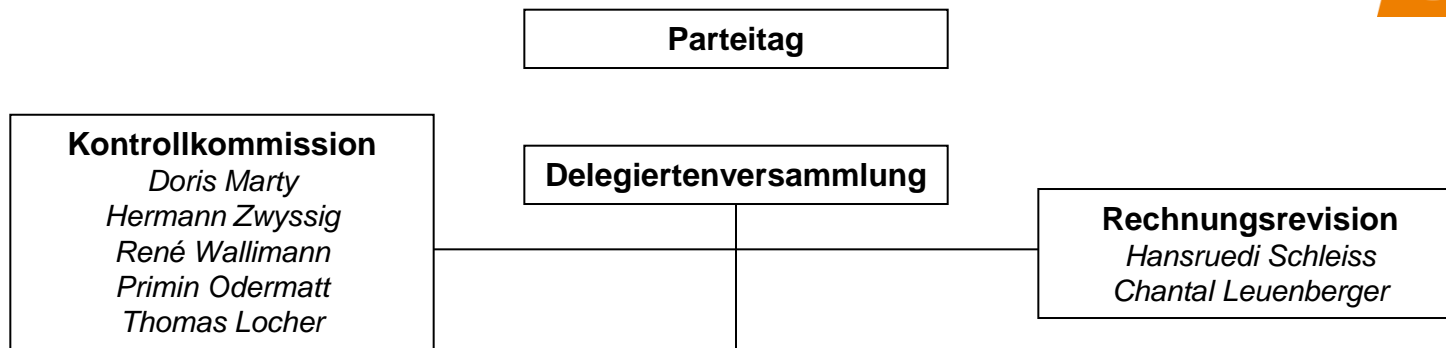 Parteitag
Kontrollkommission
Doris Marty
Hermann Zwyssig
René Wallimann
Primin Odermatt
Thomas Locher
Delegiertenversammlung
Rechnungsrevision
Hansruedi Schleiss
Chantal Leuenberger